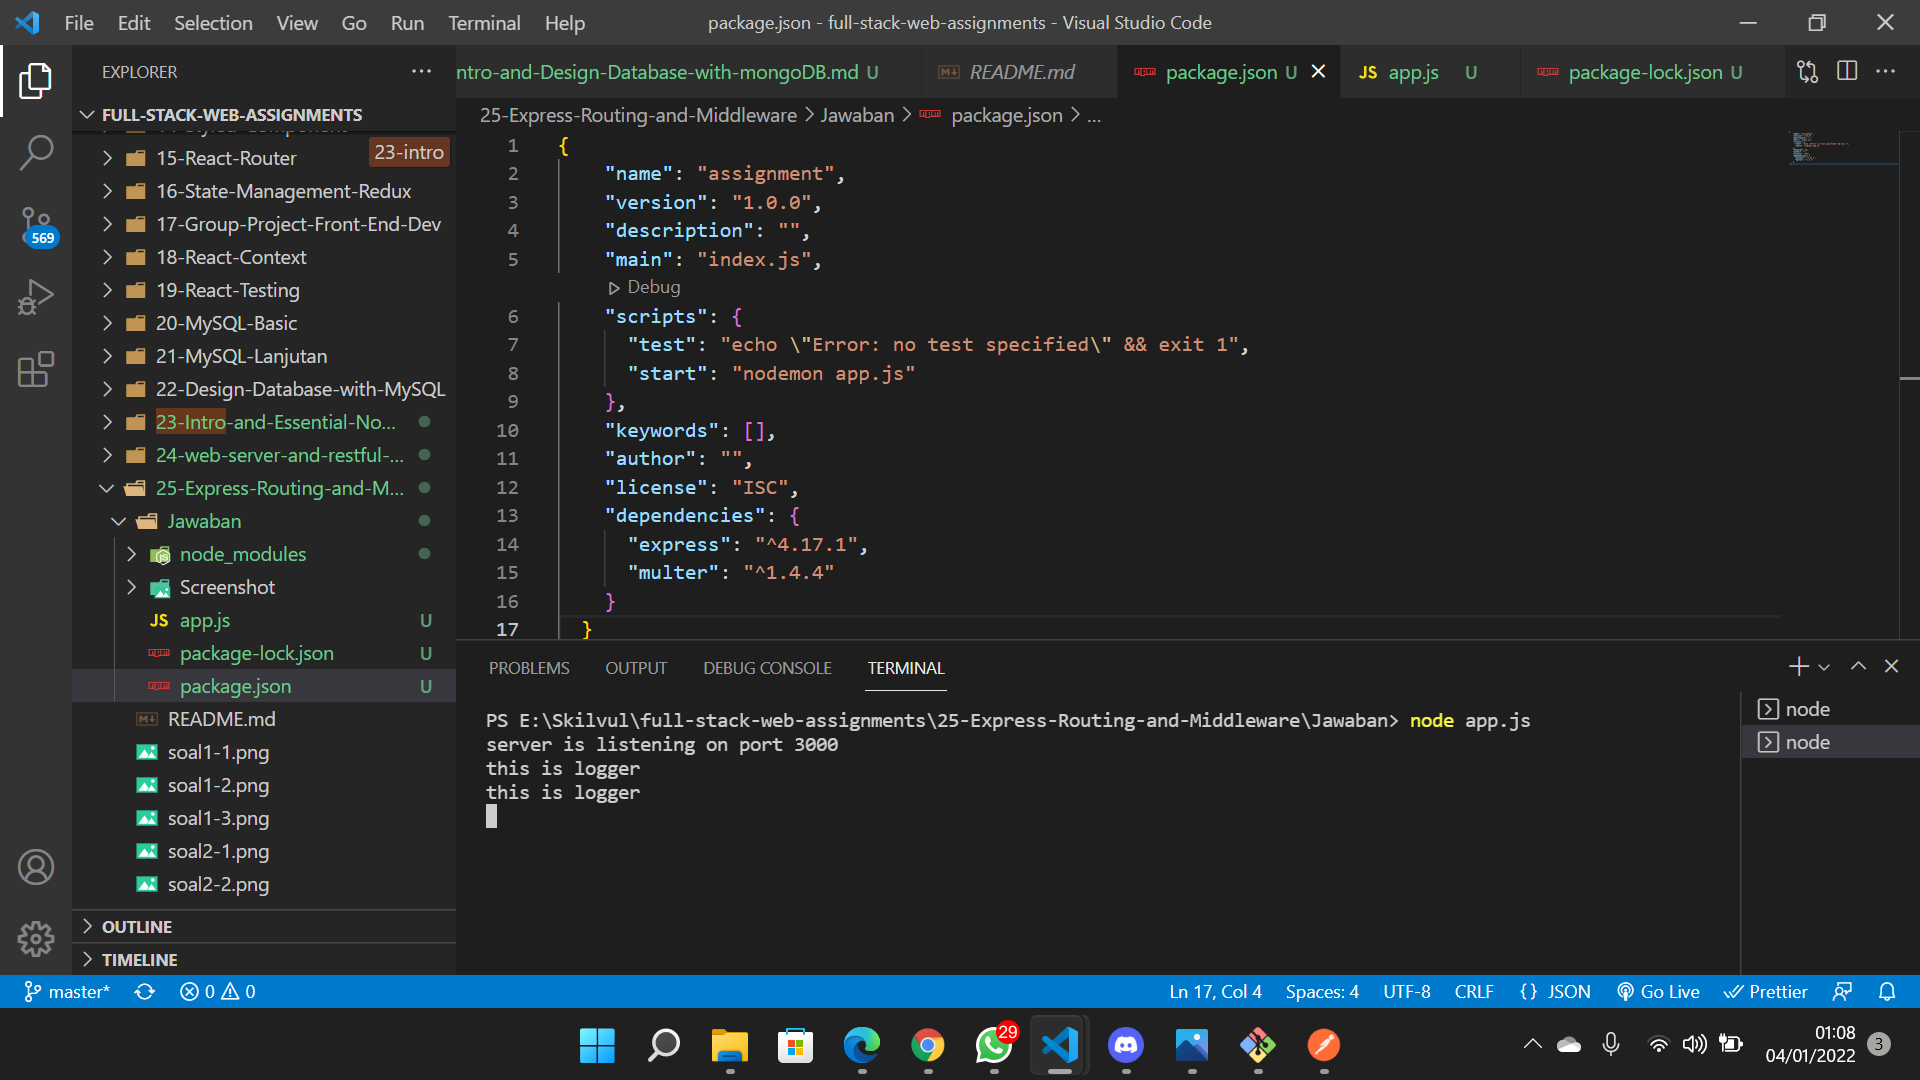 File Edit Selection View Go Run Terminal Help
package.json - full-stack-web-assignments - Visual Studio Code
EXPLORER
ntro-and-Design-Database-with-mongoDB.md U
README.md
package.json U
JS app.js U
package-lock.json U
FULL-STACK-WEB-ASSIGNMENTS
23-intro
15-React-Router
16-State-Management-Redux
17-Group-Project-Front-End-Dev
18-React-Context
19-React-Testing
20-MySQL-Basic
21-MySQL-Lanjutan
22-Design-Database-with-MySQL
23-Intro-and-Essential-No...
24-web-server-and-restful-...
25-Express-Routing-and-M...
Jawaban
node_modules
Screenshot
JS app.js U
package-lock.json U
package.json U
README.md
soal1-1.png
soal1-2.png
soal1-3.png
soal2-1.png
soal2-2.png
OUTLINE
TIMELINE
569
25-Express-Routing-and-Middleware > Jawaban > package.json > ...
1 {
2 "name": "assignment",
3 "version": "1.0.0",
4 "description": "",
5 "main": "index.js",
Debug
6 "scripts": {
7 "test": "echo \"Error: no test specified\" && exit 1",
8 "start": "nodemon app.js"
9 },
10 "keywords": [],
11 "author": "",
12 "license": "ISC",
13 "dependencies": {
14 "express": "^4.17.1",
15 "multer": "^1.4.4"
16 }
17 }
PROBLEMS OUTPUT DEBUG CONSOLE TERMINAL
PS E:\Skilvul\full-stack-web-assignments\25-Express-Routing-and-Middleware\Jawaban> node app.js
server is listening on port 3000
this is logger
this is logger
node
node
master* 0 0 Ln 17, Col 4 Spaces: 4 UTF-8 CRLF {} JSON Go Live Prettier
29
01:08
04/01/2022
3